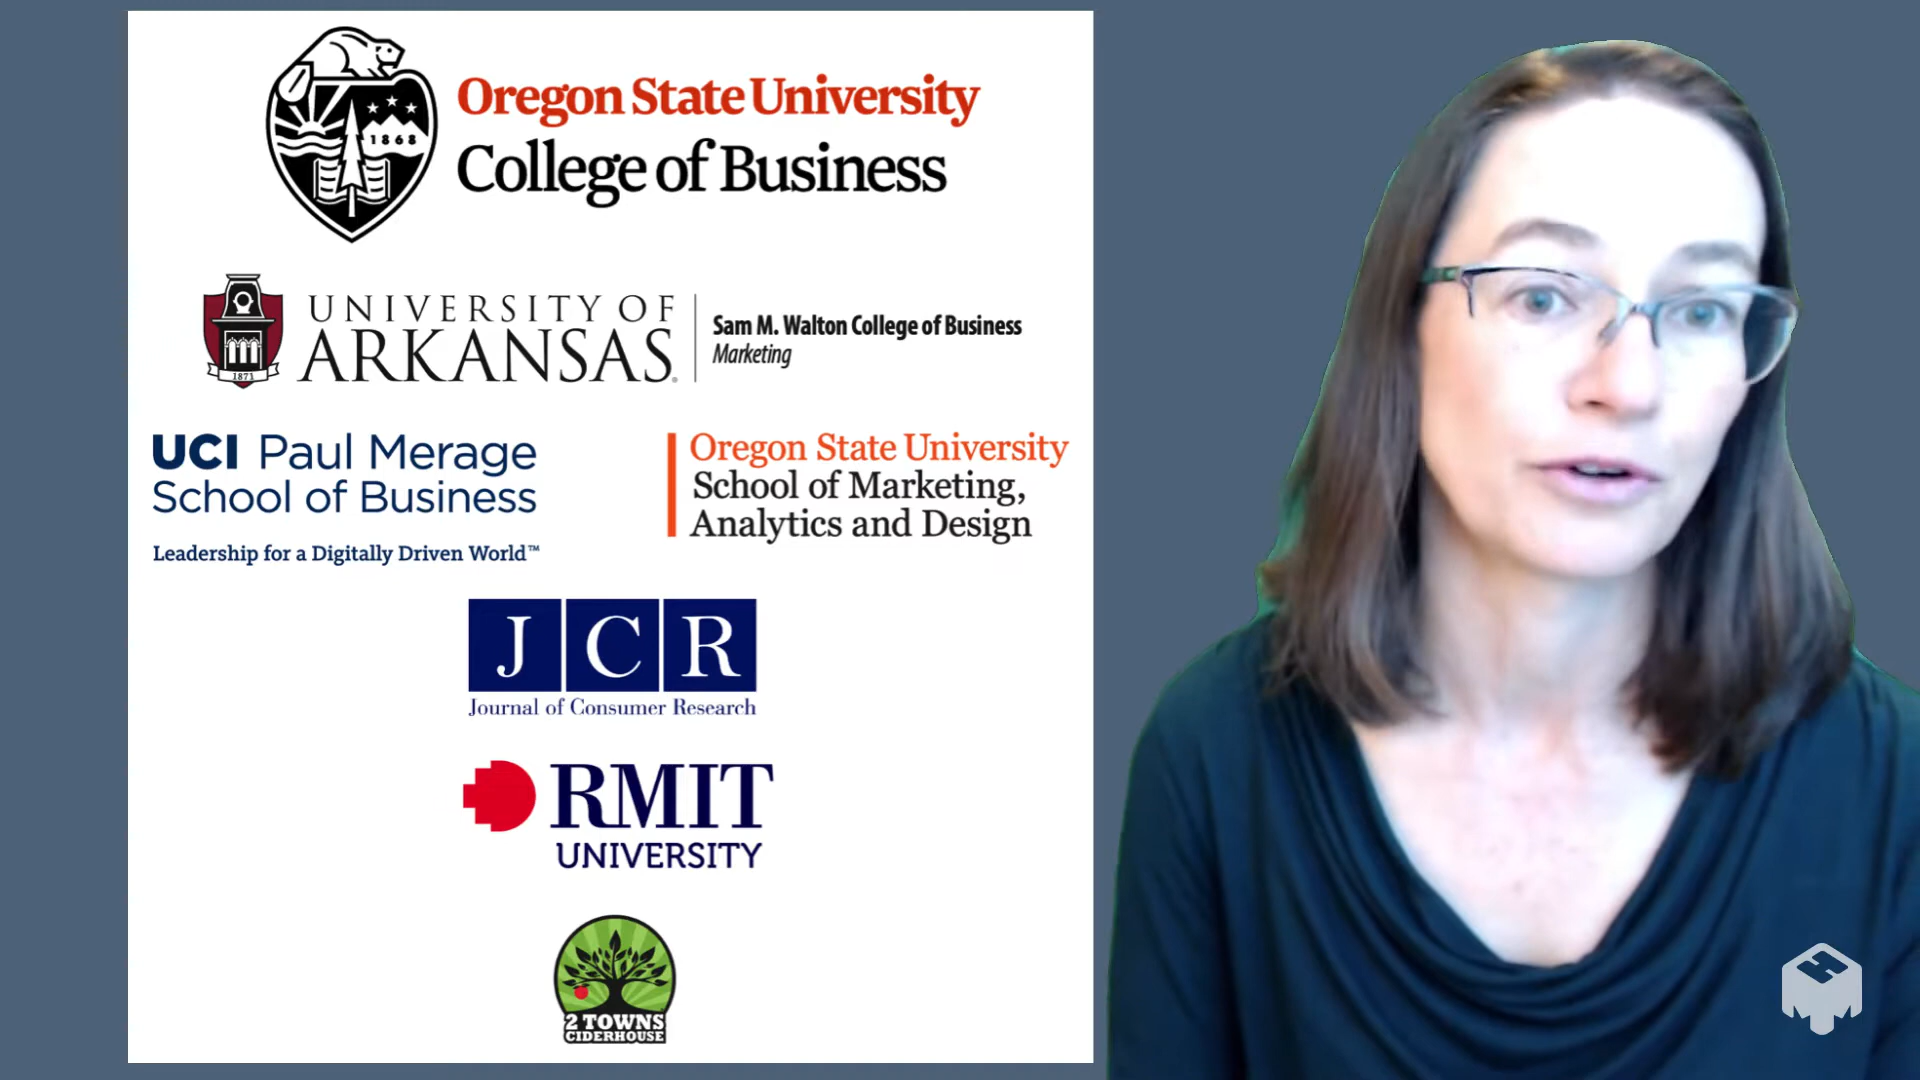 1868
Oregon State University
College of Business
UNIVERSITY OF
ARKANSAS®
1871
Sam M. Walton College of Business
Marketing
UCI Paul Merage
School of Business
Leadership for a Digitally Driven World™
Oregon State University
School of Marketing,
Analytics and Design
J C R
Journal of Consumer Research
RMIT
UNIVERSITY
2 TOWNS
CIDERHOUSE